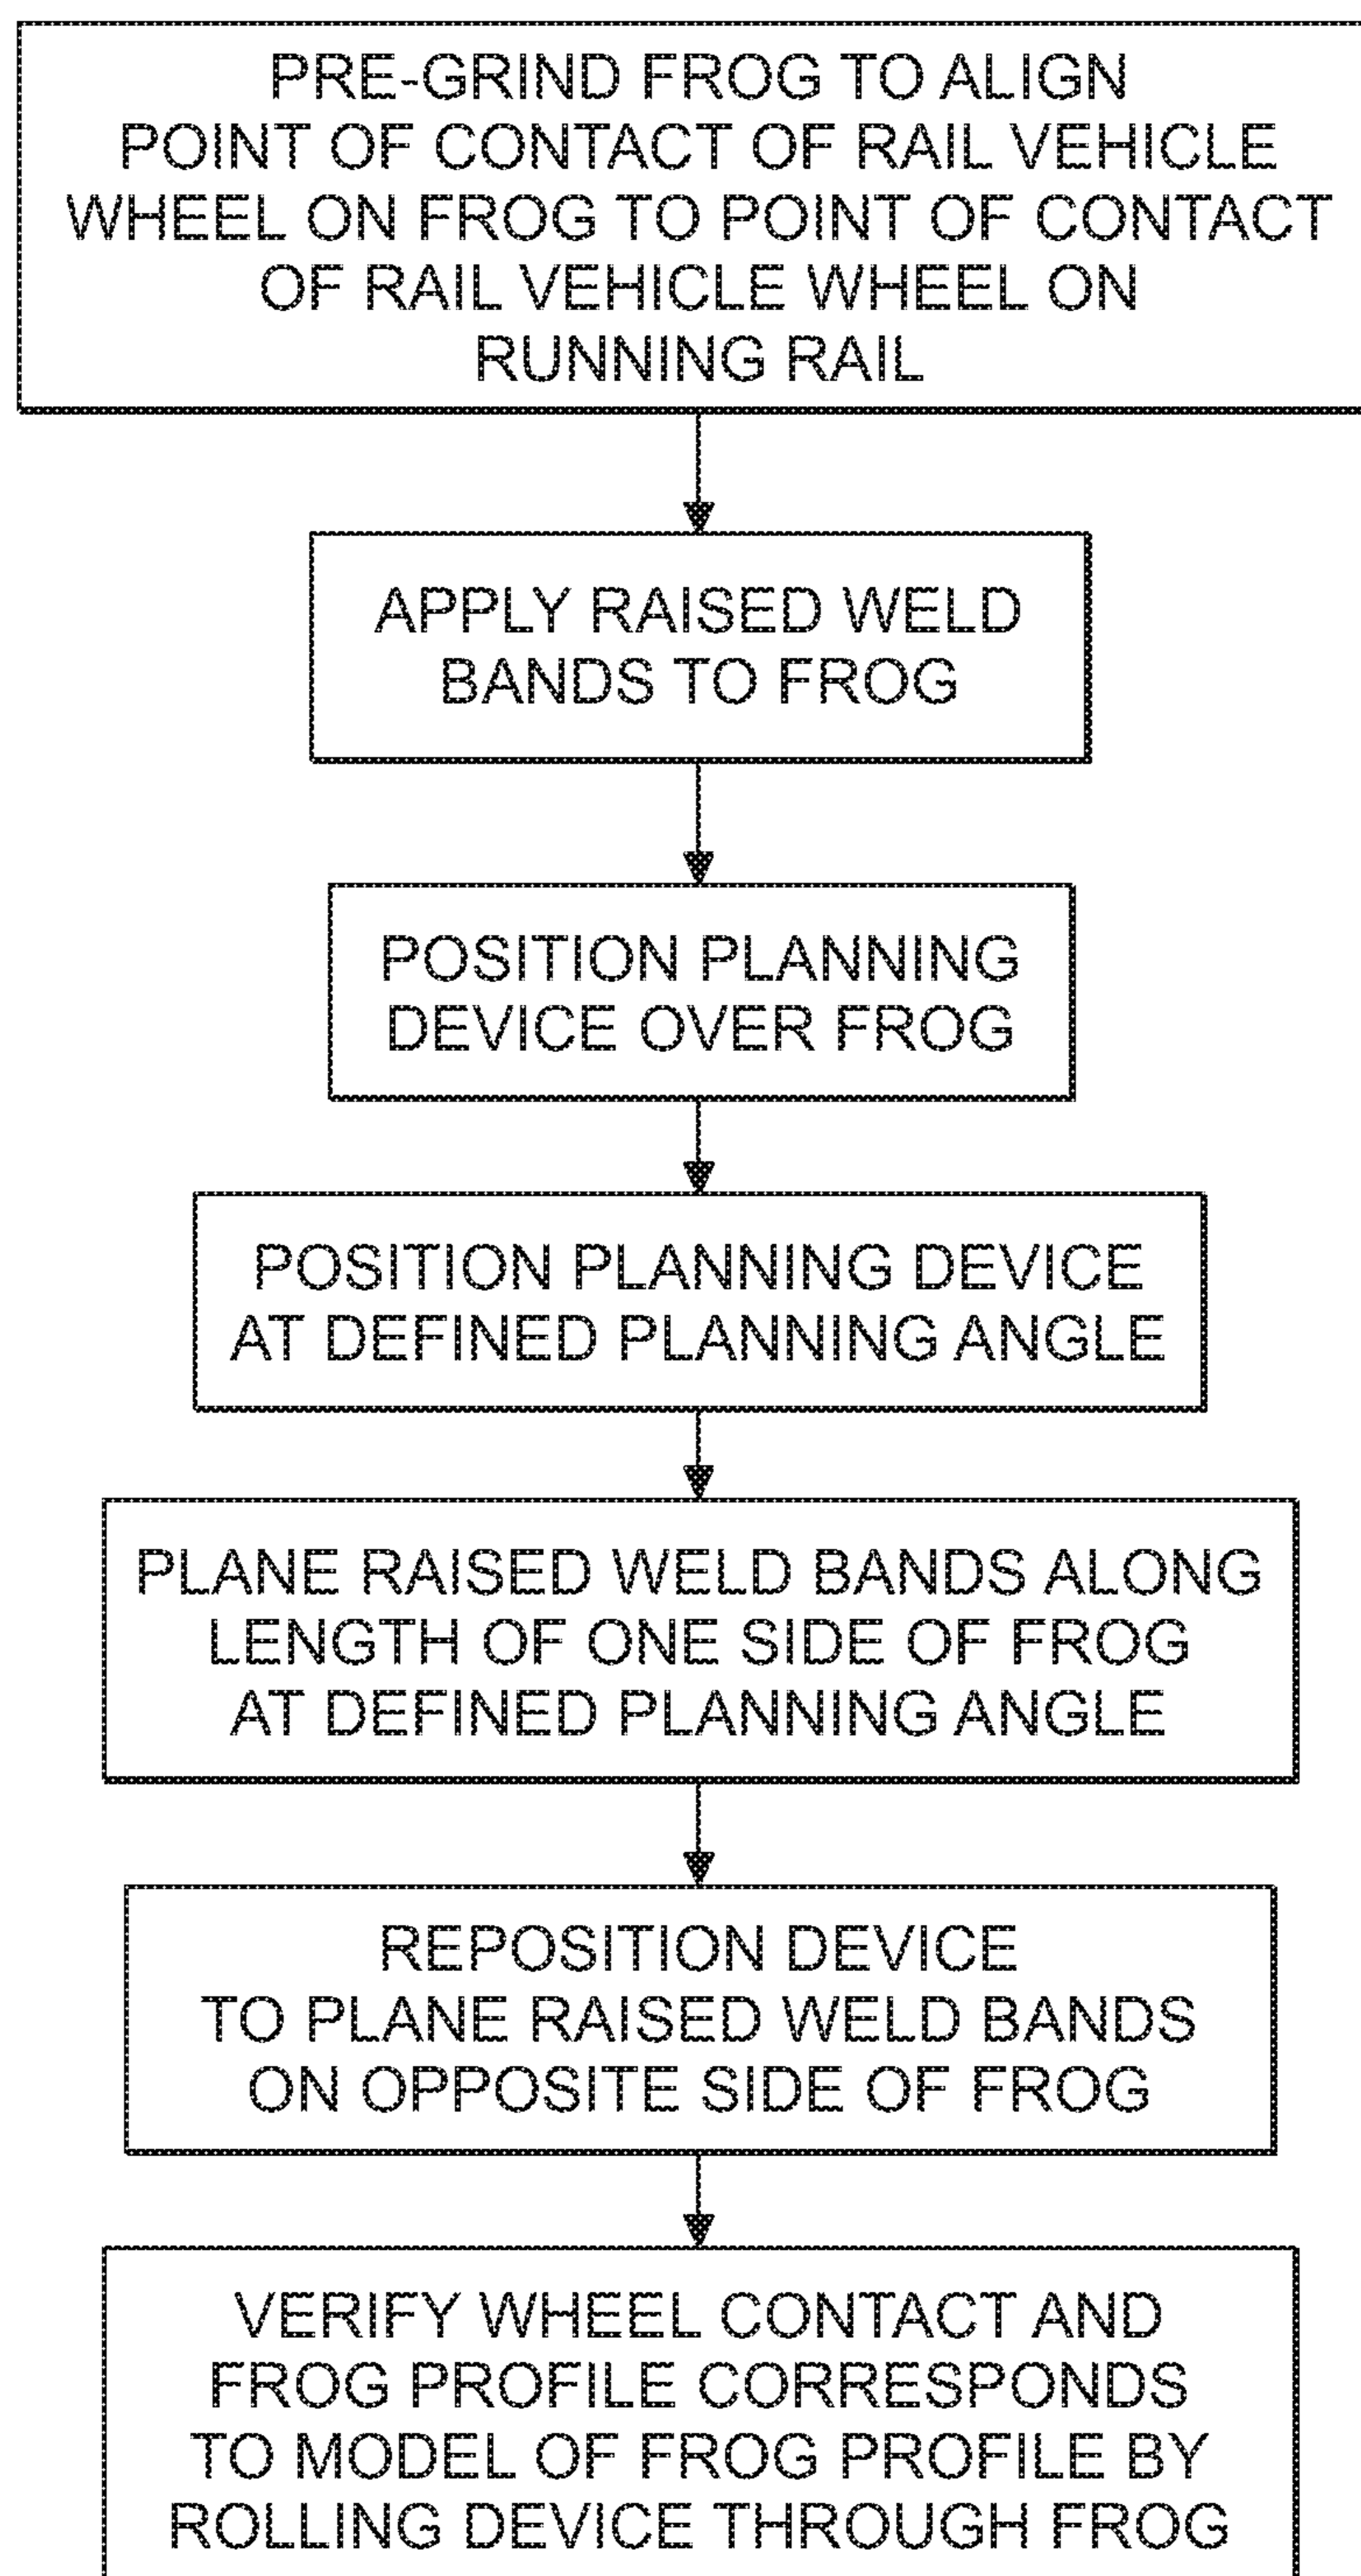 PRE-GRIND FROG TO ALIGN
POINT OF CONTACT OF RAIL VEHICLE
WHEEL ON FROG TO POINT OF CONTACT
OF RAIL VEHICLE WHEEL ON
RUNNING RAIL
APPLY RAISED WELD
BANDS TO FROG
POSITION PLANNING
DEVICE OVER FROG
POSITION PLANNING DEVICE
AT DEFINED PLANNING ANGLE
PLANE RAISED WELD BANDS ALONG
LENGTH OF ONE SIDE OF FROG
AT DEFINED PLANNING ANGLE
REPOSITION DEVICE
TO PLANE RAISED WELD BANDS
ON OPPOSITE SIDE OF FROG
VERIFY WHEEL CONTACT AND
FROG PROFILE CORRESPONDS
TO MODEL OF FROG PROFILE BY
ROLLING DEVICE THROUGH FROG